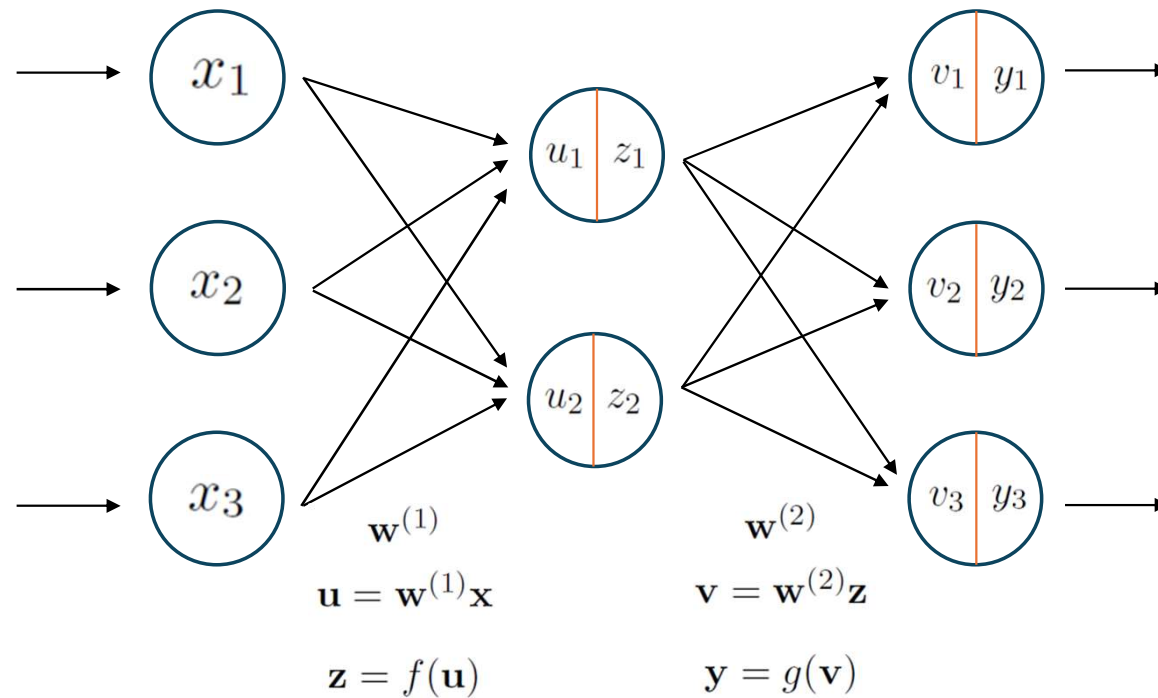 x₁
x₂
x₃
u₁ z₁
u₂ z₂
v₁ y₁
v₂ y₂
v₃ y₃
w⁽¹⁾
u = w⁽¹⁾x
z = f(u)
w⁽²⁾
v = w⁽²⁾z
y = g(v)